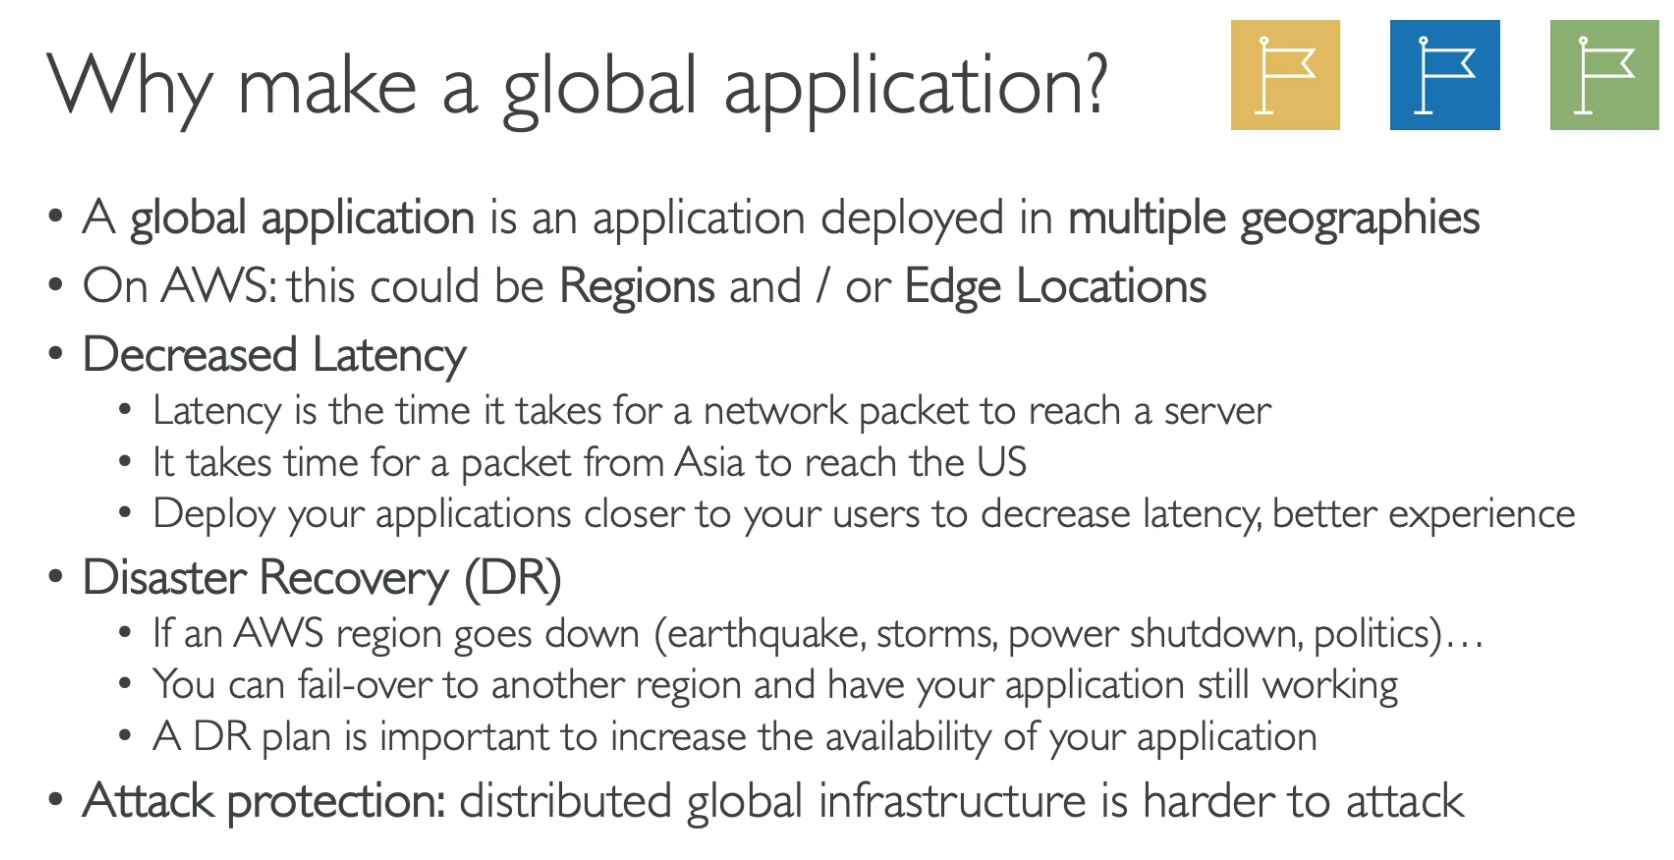 Why make a global application?
• A global application is an application deployed in multiple geographies
• On AWS: this could be Regions and / or Edge Locations
• Decreased Latency
• Latency is the time it takes for a network packet to reach a server
• It takes time for a packet from Asia to reach the US
• Deploy your applications closer to your users to decrease latency, better experience
• Disaster Recovery (DR)
• If an AWS region goes down (earthquake, storms, power shutdown, politics)…
• You can fail-over to another region and have your application still working
• A DR plan is important to increase the availability of your application
• Attack protection: distributed global infrastructure is harder to attack